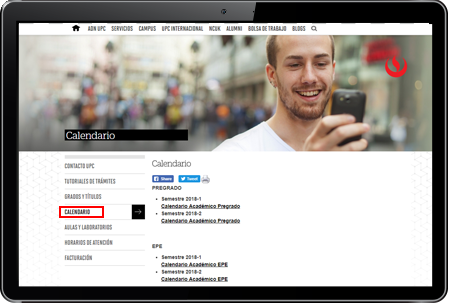 ADN UPC SERVICIOS CAMPUS UPC INTERNACIONAL NCUK ALUMNI BOLSA DE TRABAJO BLOGS
Calendario
CONTACTO UPC
TUTORIALES DE TRÁMITES
GRADOS Y TÍTULOS
CALENDARIO
AULAS Y LABORATORIOS
HORARIOS DE ATENCIÓN
FACTURACIÓN
Calendario
Share Tweet
PREGRADO
Semestre 2018-1
Calendario Académico Pregrado
Semestre 2018-2
Calendario Académico Pregrado
EPE
Semestre 2018-1
Calendario Académico EPE
Semestre 2018-2
Calendario Académico EPE